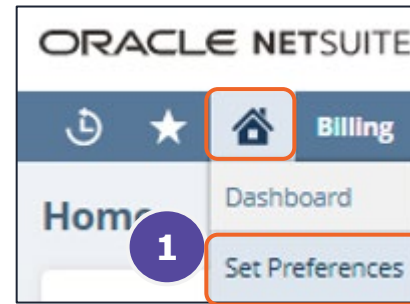 ORACLE NETSUITE
Billing
Home
Dashboard
1
Set Preferences